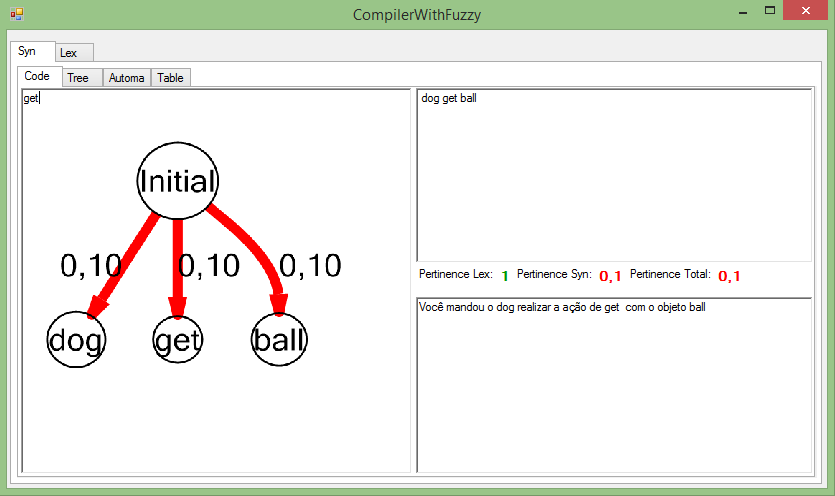 CompilerWithFuzzy
Syn Lex
Code Tree Automa Table
get
Initial
0,10 0,10 0,10
dog get ball
dog get ball
Pertinence Lex: 1 Pertinence Syn: 0,1 Pertinence Total: 0,1
Você mandou o dog realizar a ação de get  com o objeto ball